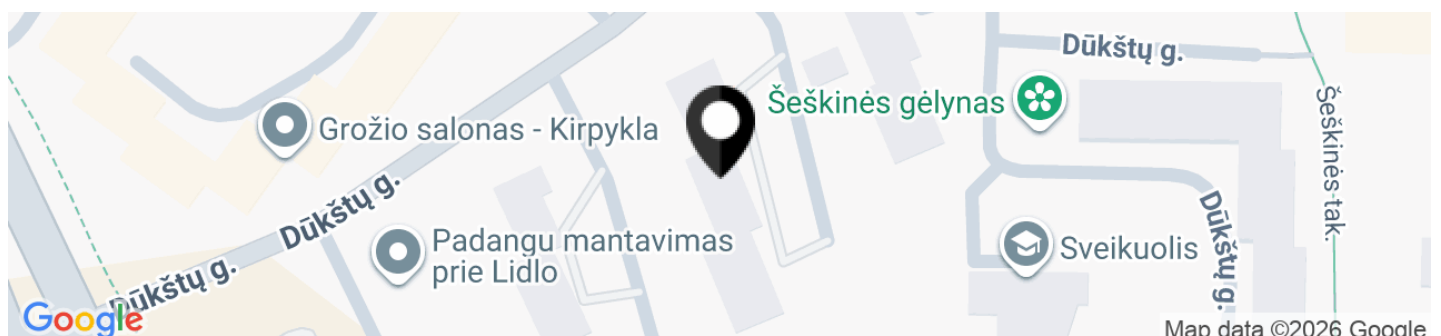 Dūkštų g.
Šeškinės gėlynas
Grožio salonas - Kirpykla
Šeškinės tak.
Dūkštų g.
Dūkštų g.
Padangu mantavimas
prie Lidlo
Sveikuolis
Dūkštų g.
Google
Map data ©2026 Google